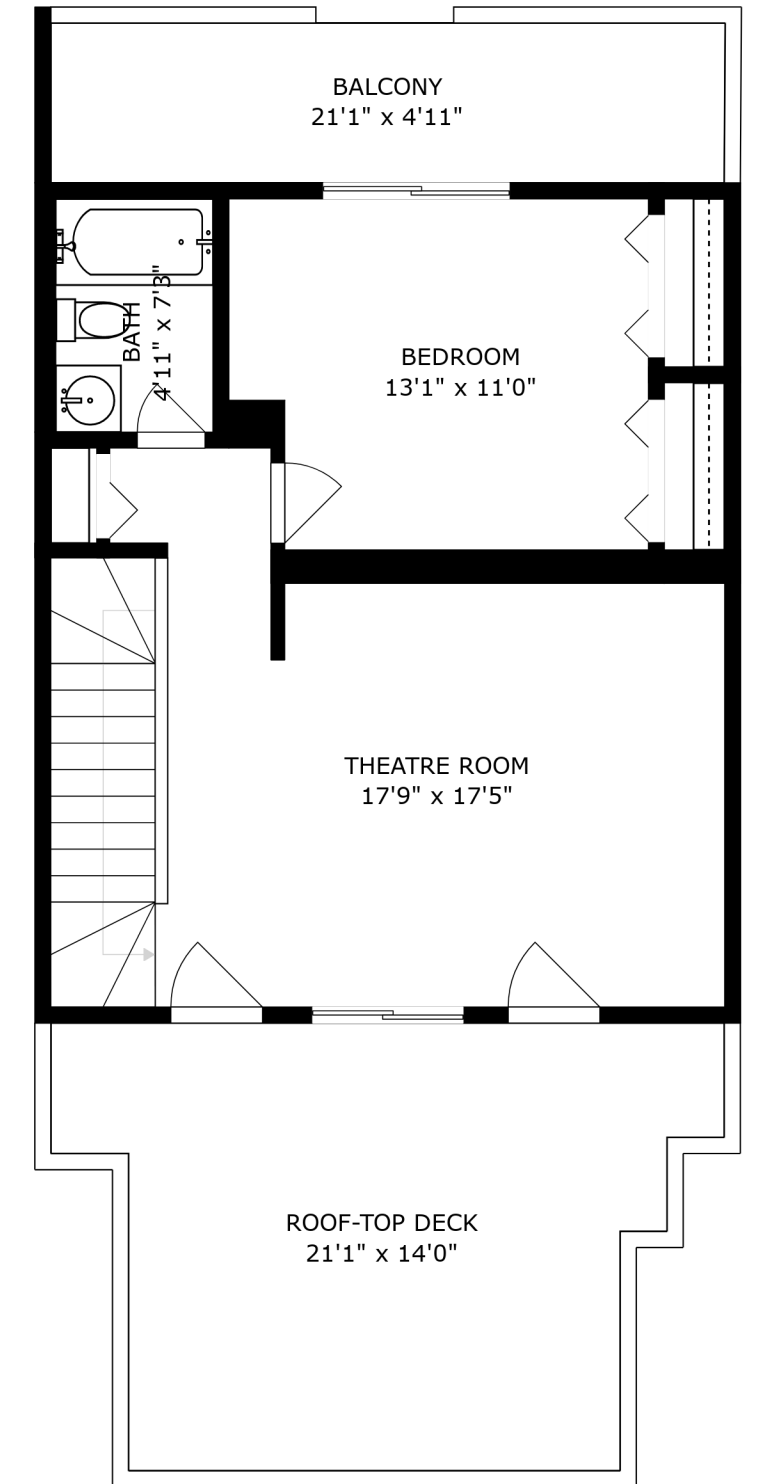 BALCONY
21'1" x 4'11"
BATH
4'11" x 7'3"
BEDROOM
13'1" x 11'0"
THEATRE ROOM
17'9" x 17'5"
ROOF-TOP DECK
21'1" x 14'0"